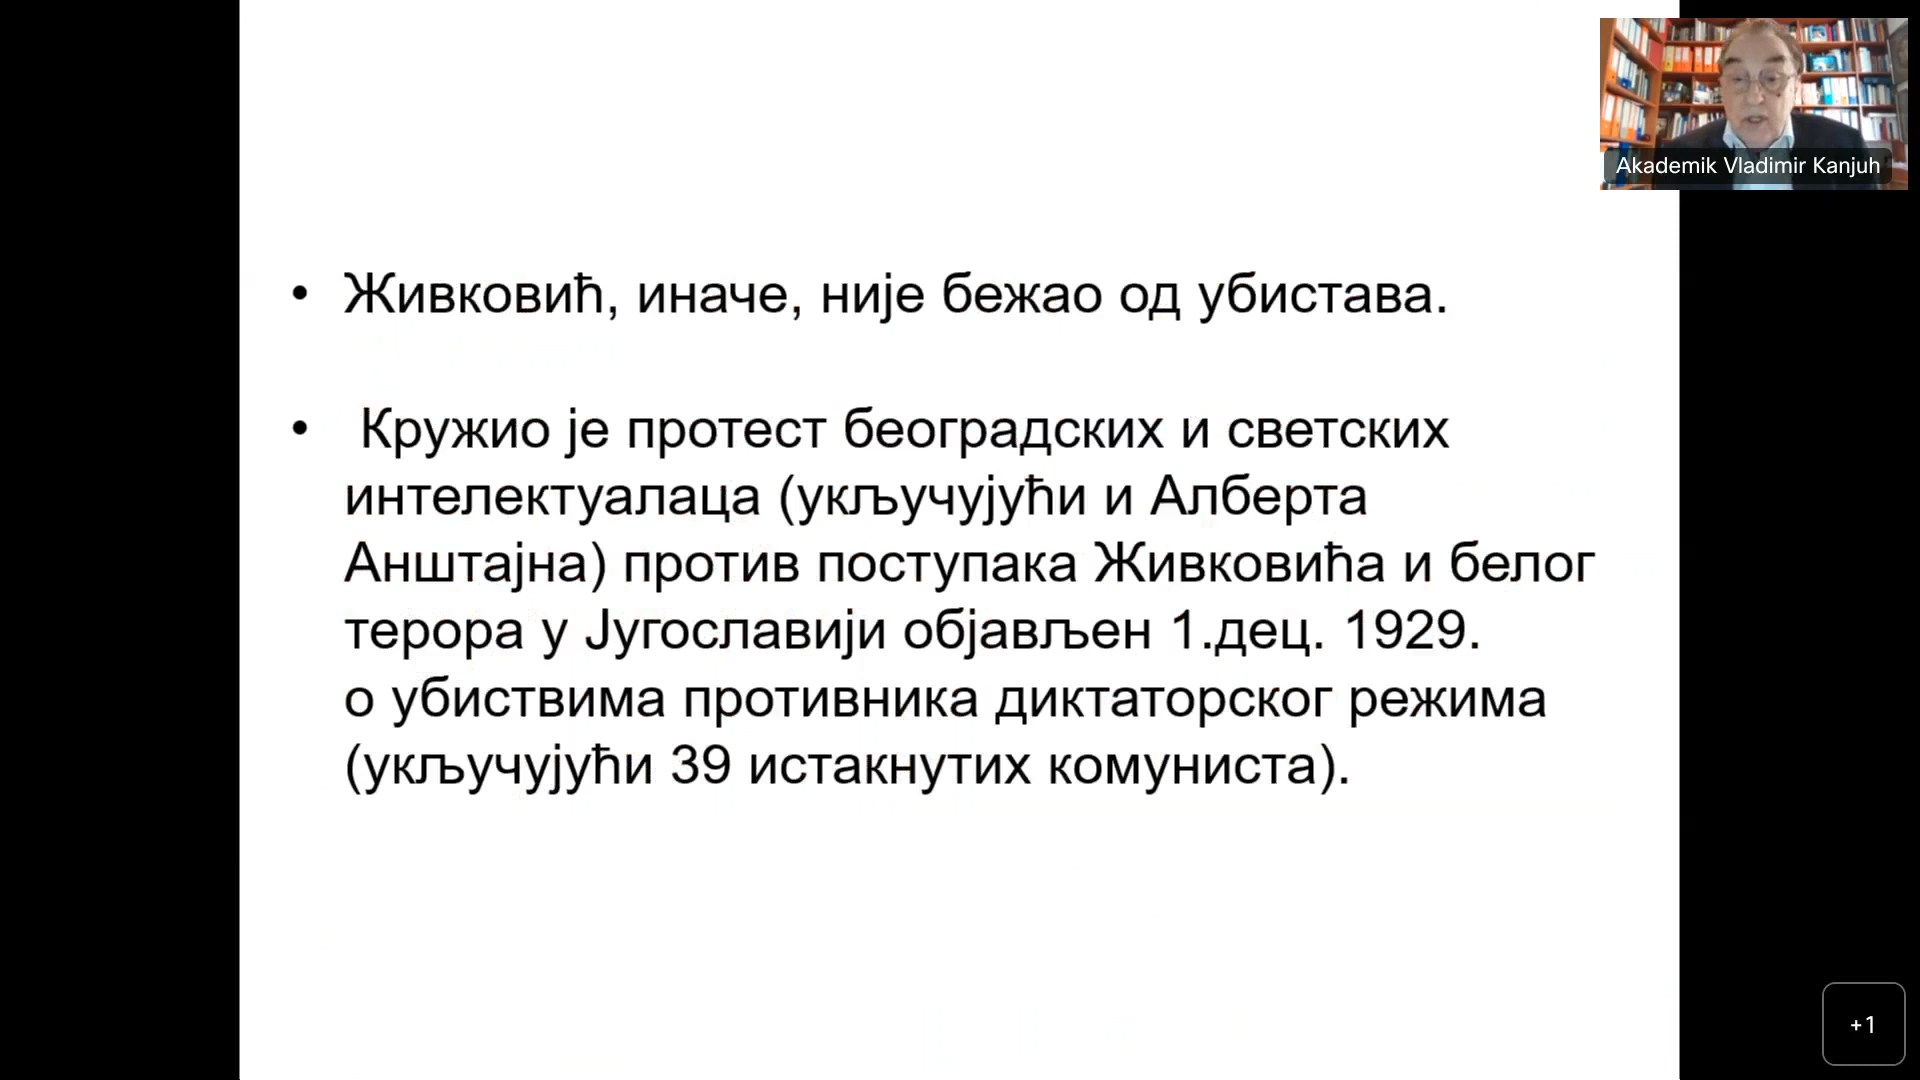 Akademik Vladimir Kanjuh
• Живковић, иначе, није бежао од убистава.
• Кружио је протест београдских и светских
интелектуалаца (укључујући и Алберта
Анштајна) против поступака Живковића и белог
терора у Југославији објављен 1.дец. 1929.
о убиствима противника диктаторског режима
(укључујући 39 истакнутих комуниста).
+1